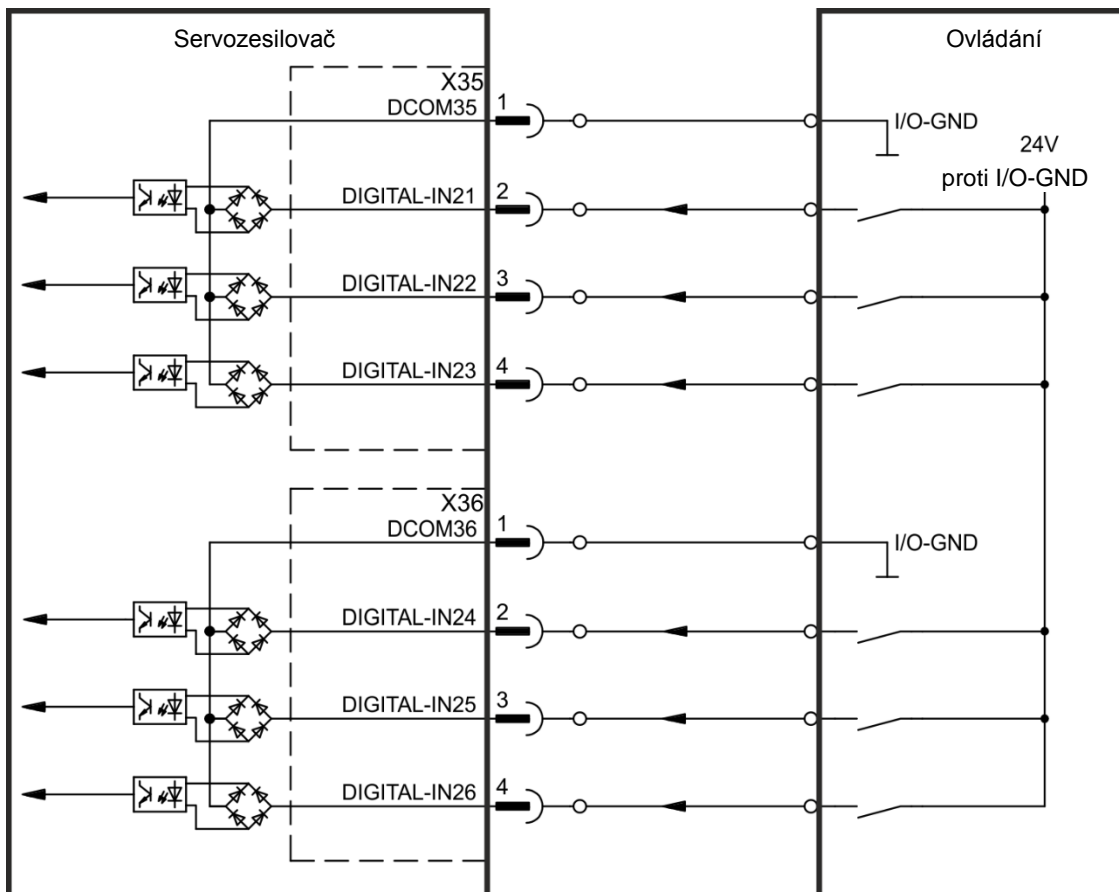 Servozesilovač
Ovládání
X35
DCOM35
1
I/O-GND
24V
proti I/O-GND
DIGITAL-IN21
2
DIGITAL-IN22
3
DIGITAL-IN23
4
X36
DCOM36
1
I/O-GND
DIGITAL-IN24
2
DIGITAL-IN25
3
DIGITAL-IN26
4